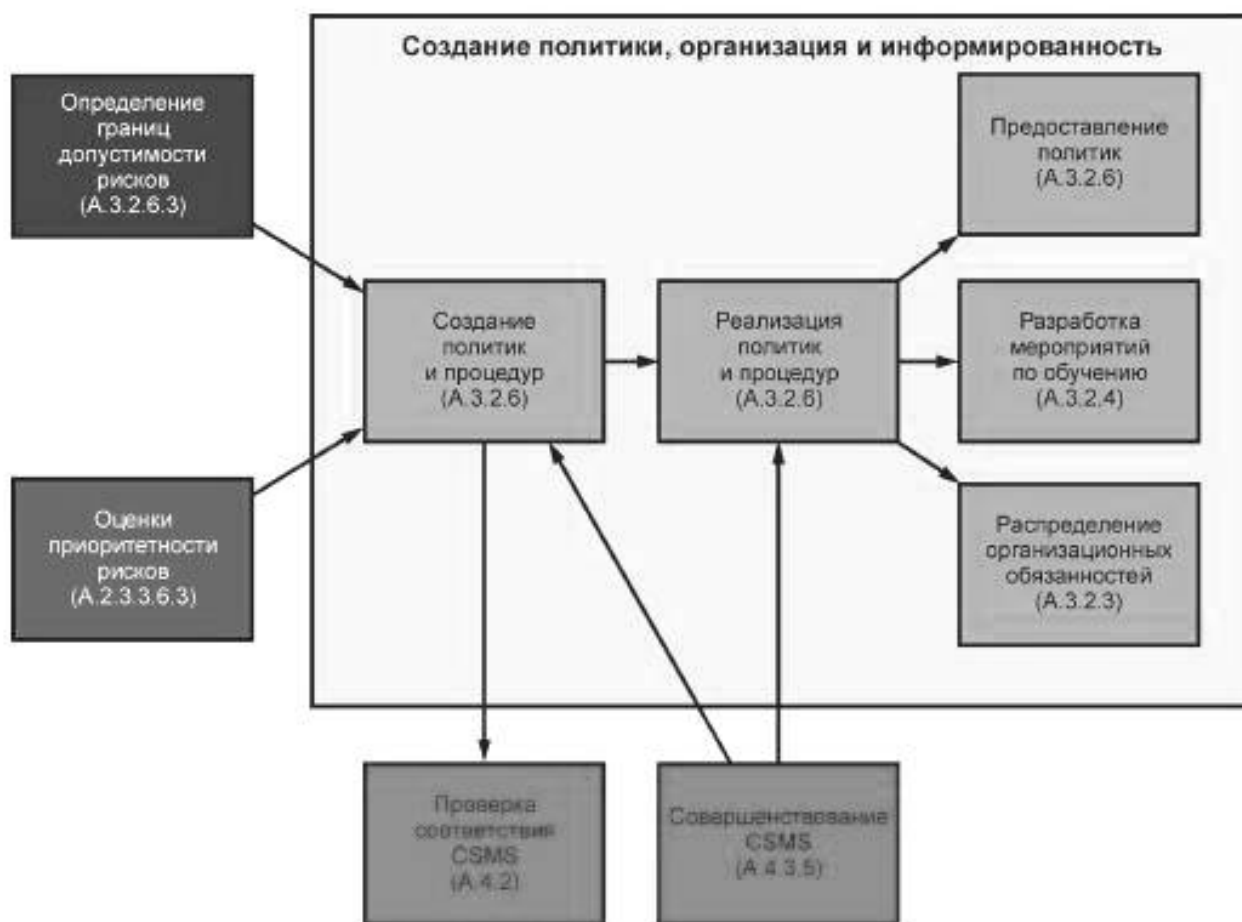 Создание политики, организация и информированность
Определение
границ
допустимости
рисков
(А.3.2.6.3)
Предоставление
политик
(А.3.2.6)
Создание
политик
и процедур
(А.3.2.6)
Реализация
политик
и процедур
(А.3.2.6)
Разработка
мероприятий
по обучению
(А.3.2.4)
Оценки
приоритетности
рисков
(А.2.3.3.6.3)
Распределение
организационных
обязанностей
(А.3.2.3)
Проверка
соответствия
CSMS
(А.4.2)
Совершенствование
CSMS
(А.4.3.5)